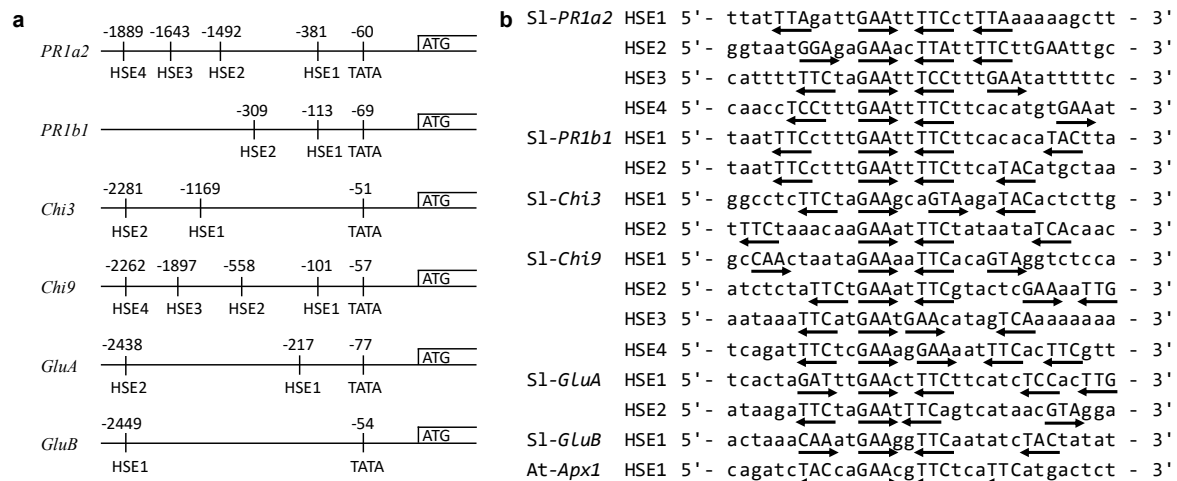 a
-1889 -1643 -1492 -381 -60 ATG
PR1a2
HSE4 HSE3 HSE2 HSE1 TATA
-309 -113 -69 ATG
PR1b1
HSE2 HSE1 TATA
-2281 -1169 -51 ATG
Chi3
HSE2 HSE1 TATA
-2262 -1897 -558 -101 -57 ATG
Chi9
HSE4 HSE3 HSE2 HSE1 TATA
-2438 -217 -77 ATG
GluA
HSE2 HSE1 TATA
-2449 -54 ATG
GluB
HSE1 TATA
b
Sl-PR1a2 HSE1 5'- ttatTTAgattGAAttTTCctTTAaaaaagctt - 3'
HSE2 5'- ggtaatGGAgaGAAacTTAttTTCttGAAttgc - 3'
HSE3 5'- cattttTTCtaGAAttTCCtttGAAtatttttc - 3'
HSE4 5'- caaccTCCtttGAAttTTCttcacatgtGAAat - 3'
Sl-PR1b1 HSE1 5'- taatTTCctttGAAttTTCttcacacaTACtta - 3'
HSE2 5'- taatTTCctttGAAttTTCttcaTACatgctaa - 3'
Sl-Chi3 HSE1 5'- ggcctcTTCtaGAAgcaGTAagaTACactcttg - 3'
HSE2 5'- tTTCtaaacaaGAAatTTCtataataTCAcaac - 3'
Sl-Chi9 HSE1 5'- gcCAActaataGAAaaTTCacaGTAggtctcca - 3'
HSE2 5'- atctctaTTCtGAAatTTCgtactcGAAaaTTG - 3'
HSE3 5'- aataaaTTCatGAAtGAAcatagTCAaaaaaaa - 3'
HSE4 5'- tcagatTTCtcGAAagGAAaatTTCacTTCgtt - 3'
Sl-GluA HSE1 5'- tcactaGATttGAActTTCttcatcTCCacTTG - 3'
HSE2 5'- ataagaTTCtaGAAtTTCagtcataacGTAgga - 3'
Sl-GluB HSE1 5'- actaaaCAAatGAAggTTCaatatcTACtatat - 3'
At-Apx1 HSE1 5'- cagatcTACcaGAAcgTTCtcaTTCatgactct - 3'